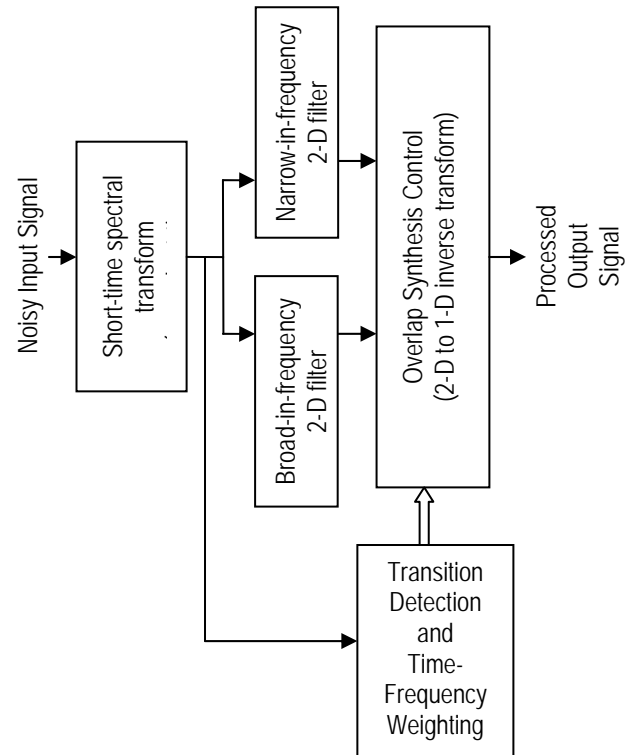 Noisy Input Signal
Short-time spectral
transform
Narrow-in-frequency
2-D filter
Broad-in-frequency
2-D filter
Overlap Synthesis Control
(2-D to 1-D inverse transform)
Processed
Output
Signal
Transition
Detection
and
Time-
Frequency
Weighting